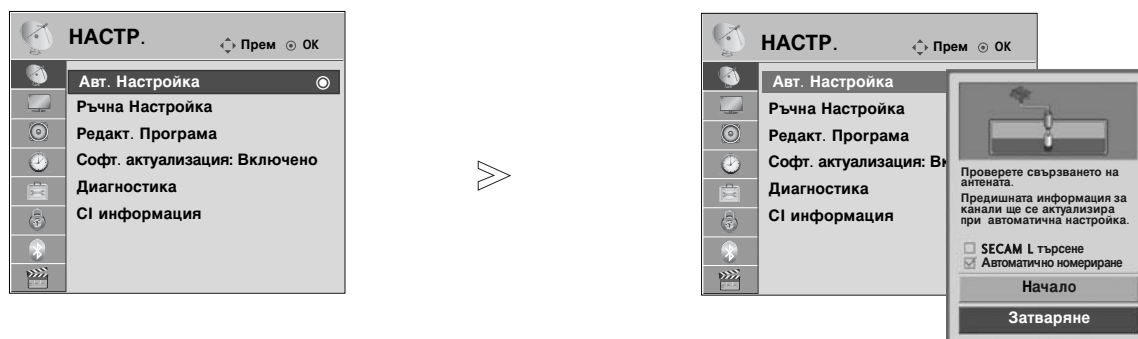 НАСТР.
Прем ОК
Авт. Настройка
Ръчна Настройка
Редакт. Програма
Софт. актуализация: Включено
Диагностика
CI информация
НАСТР.
Прем ОК
Авт. Настройка
Ръчна Настройка
Редакт. Програма
Софт. актуализация: Вк
Диагностика
CI информация
Проверете свързването на
антената.
Предишната информация за
канали ще се актуализира
при автоматична настройка.
SECAM L търсене
Автоматично номериране
Начало
Затваряне